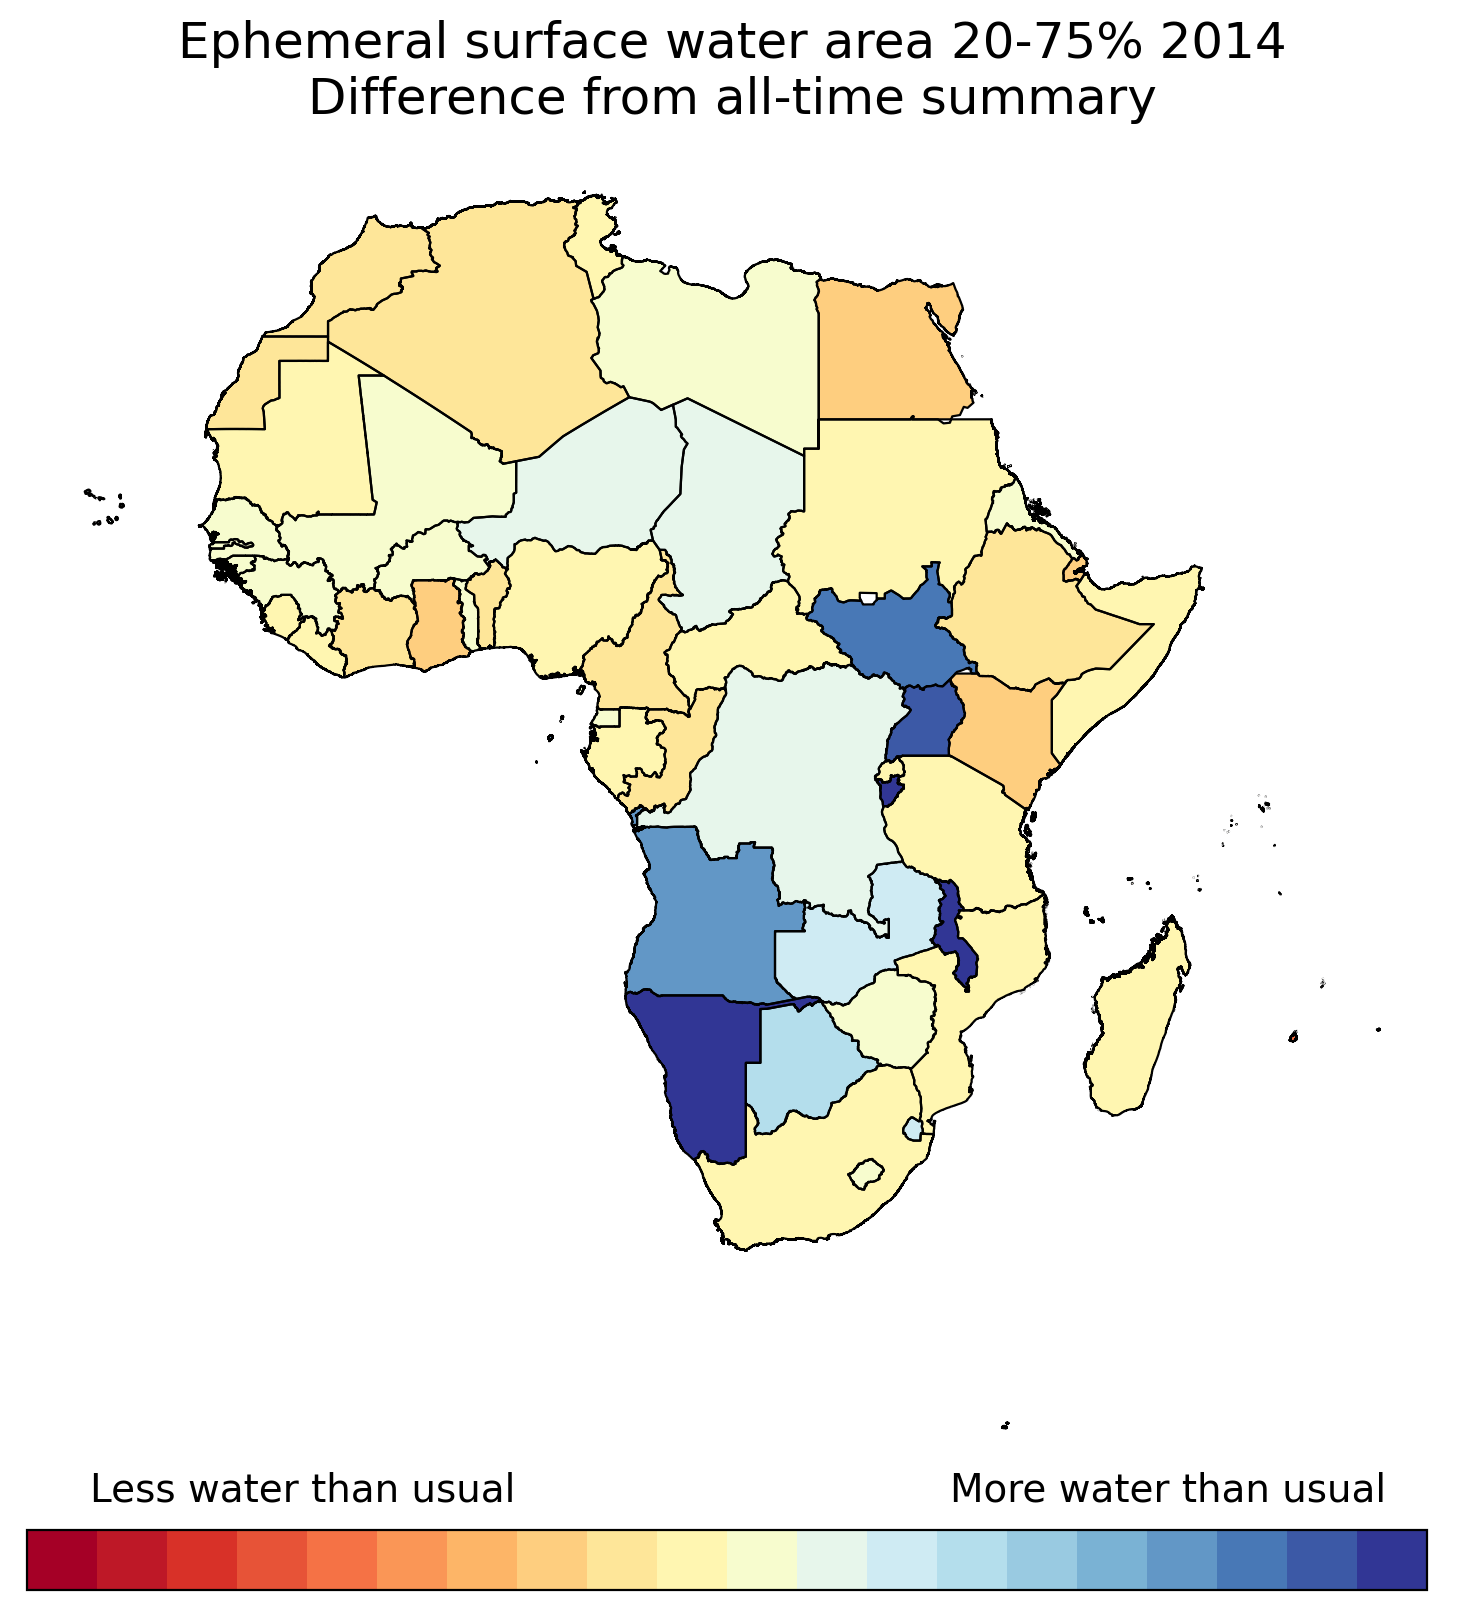 Ephemeral surface water area 20-75% 2014
Difference from all-time summary
Less water than usual
More water than usual